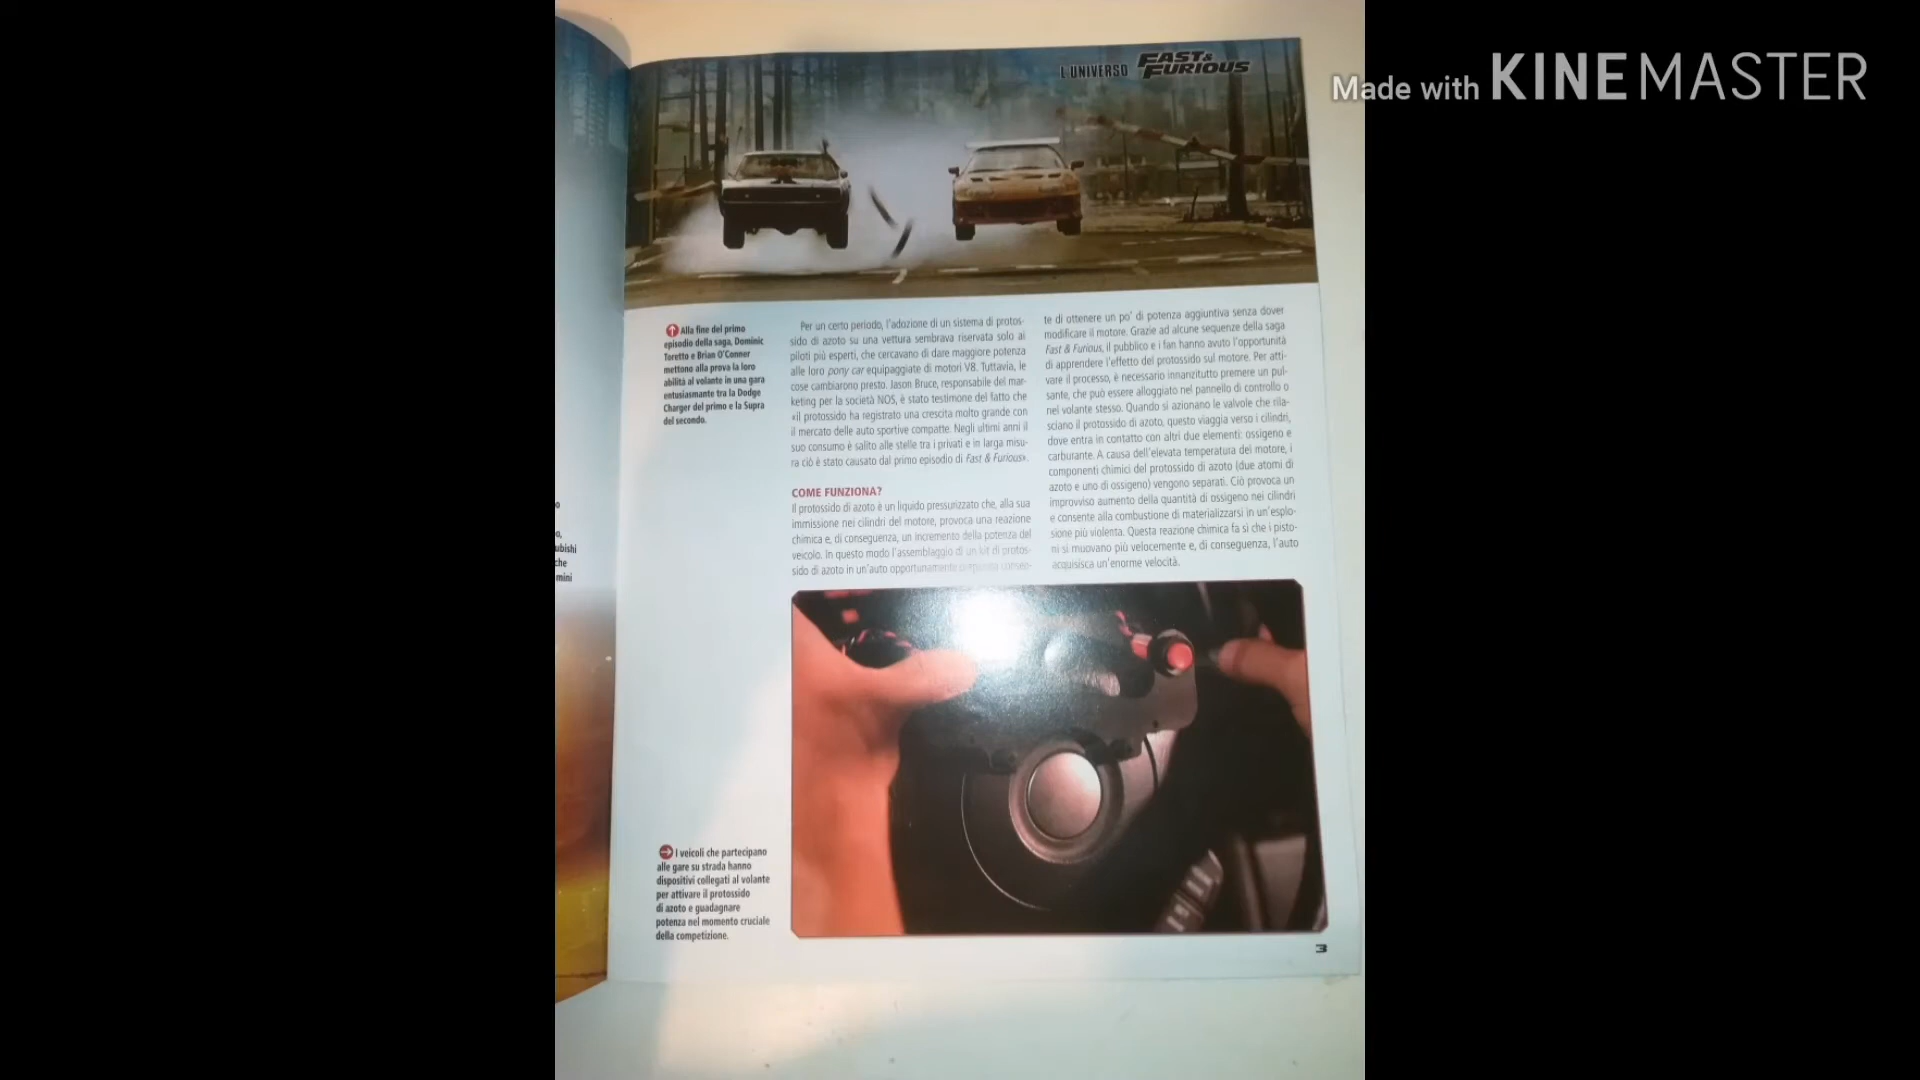 L'UNIVERSO FAST & FURIOUS
Made with KINEMASTER
Alla fine del primo
episodio della saga, Dominic
Toretto e Brian O'Conner
mettono alla prova la loro
abilità al volante in una gara
entusiasmante tra la Dodge
Charger del primo e la Supra
del secondo.
Per un certo periodo, l'adozione di un sistema di protos-
sido di azoto su una vettura sembrava riservata solo ai
piloti più esperti, che cercavano di dare maggiore potenza
alle loro pony car equipaggiate di motori V8. Tuttavia, le
cose cambiarono presto. Jason Bruce, responsabile del mar-
keting per la società NOS, è stato testimone del fatto che
«il protossido ha registrato una crescita molto grande con
il mercato delle auto sportive compatte. Negli ultimi anni il
suo consumo è salito alle stelle tra i privati e in larga misu-
ra ciò è stato causato dal primo episodio di Fast & Furious».
COME FUNZIONA?
Il protossido di azoto è un liquido pressurizzato che, alla sua
immissione nei cilindri del motore, provoca una reazione
chimica e, di conseguenza, un incremento della potenza del
veicolo. In questo modo l'assemblaggio di un kit di protos-
sido di azoto in un'auto opportunamente conse-
te di ottenere un po' di potenza aggiuntiva senza dover
modificare il motore. Grazie ad alcune sequenze della saga
Fast & Furious, il pubblico e i fan hanno avuto l'opportunità
di apprendere l'effetto del protossido sul motore. Per atti-
vare il processo, è necessario innanzitutto premere un pul-
sante, che può essere alloggiato nel pannello di controllo o
nel volante stesso. Quando si azionano le valvole che rila-
sciano il protossido di azoto, questo viaggia verso i cilindri,
dove entra in contatto con altri due elementi: ossigeno e
carburante. A causa dell'elevata temperatura del motore, i
componenti chimici del protossido di azoto (due atomi di
azoto e uno di ossigeno) vengono separati. Ciò provoca un
improvviso aumento della quantità di ossigeno nei cilindri
e consente alla combustione di materializzarsi in un'esplo-
sione più violenta. Questa reazione chimica fa sì che i pisto-
ni si muovano più velocemente e, di conseguenza, l'auto
acquisisca un'enorme velocità.
o
o,
ubishi
che
mini
I veicoli che partecipano
alle gare su strada hanno
dispositivi collegati al volante
per attivare il protossido
di azoto e guadagnare
potenza nel momento cruciale
della competizione.
3